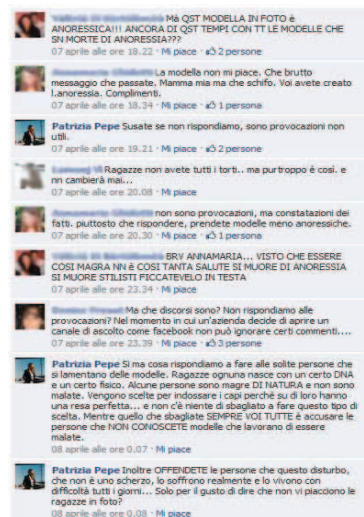 Mà QST MODELLA IN FOTO è
ANORESSICA!!! ANCORA DI QST TEMPI CON TT LE MODELLE CHE
SN MORTE DI ANORESSIA???
07 aprile alle ore 18.22 · Mi piace · 2 persone
La modella non mi piace. Che brutto
messaggio che passate. Mamma mia ma che schifo. Voi avete creato
l.anoressia. Complimenti.
07 aprile alle ore 18.34 · Mi piace · 1 persona
Patrizia Pepe Susate se non rispondiamo, sono provocazioni non
utili.
07 aprile alle ore 19.21 · Mi piace · 2 persone
Ragazze non avete tutti i torti.. ma purtroppo è così. e
nn cambierà mai...
07 aprile alle ore 20.08 · Mi piace
non sono provocazioni, ma constatazioni dei
fatti. piuttosto che rispondere, prendete modelle meno anoressiche.
07 aprile alle ore 20.30 · Mi piace · 1 persona
BRV ANNAMARIA... VISTO CHE ESSERE
COSI MAGRA NN è COSI TANTA SALUTE SI MUORE DI ANORESSIA
SI MUORE STILISTI FICCATEVELO IN TESTA
07 aprile alle ore 23.34 · Mi piace
Ma che discorsi sono? Non rispondiamo alle
provocazioni? Nel momento in cui un'azienda decide di aprire un
canale di ascolto come facebook non può ignorare certi commenti....
07 aprile alle ore 23.39 · Mi piace · 3 persone
Patrizia Pepe Si ma cosa rispondiamo a fare alle solite persone che
si lamentano delle modelle. Ragazze ognuna nasce con un certo DNA
e un certo fisico. Alcune persone sono magre DI NATURA e non sono
malate. Vengono scelte per indossare i capi perché su di loro hanno
una resa perfetta... e non c'è niente di sbagliato a fare questo tipo di
scelta. Mentre quello che sbagliate SEMPRE VOI TUTTE è accusare le
persone che NON CONOSCETE modelle che lavorano di essere
malate.
08 aprile alle ore 0.07 · Mi piace
Patrizia Pepe Inoltre OFFENDETE le persone che questo disturbo,
che non è uno scherzo, lo soffrono realmente e lo vivono con
difficoltà tutti i giorni... Solo per il gusto di dire che non vi piacciono le
ragazze in foto?
08 aprile alle ore 0.08 · Mi piace